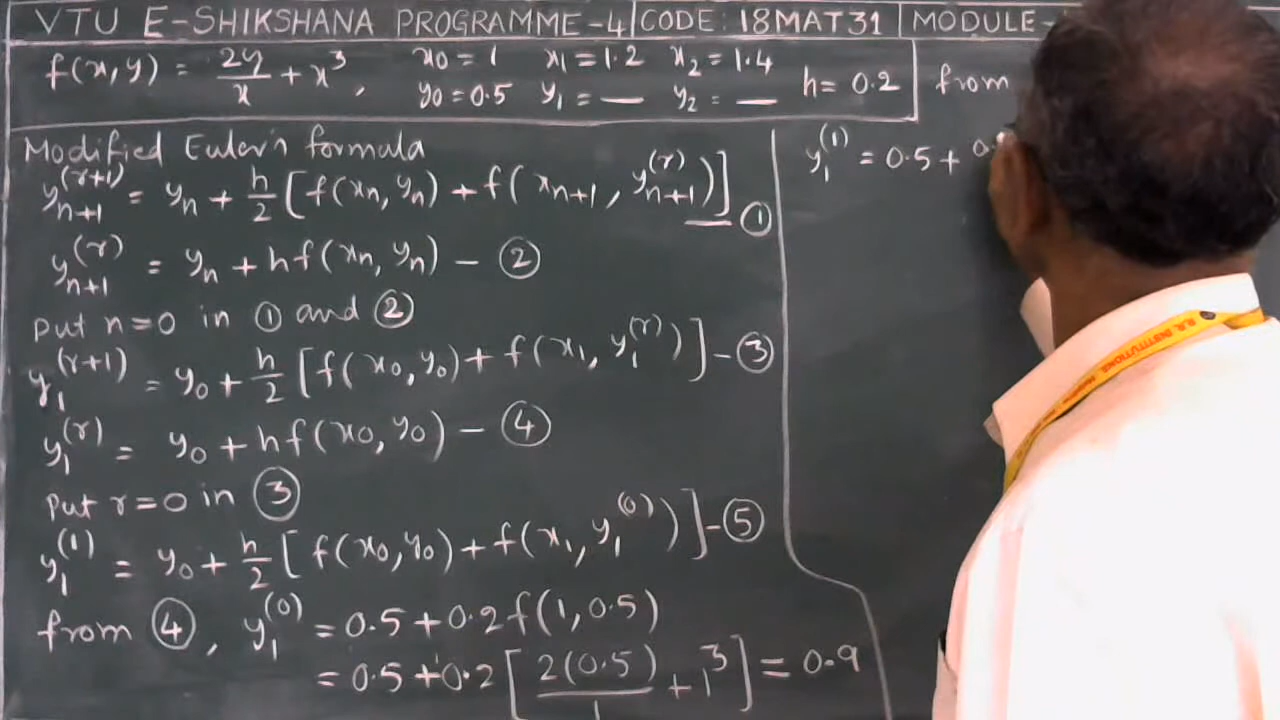 VTU E-SHIKSHANA PROGRAMME-4 | CODE: 18MAT31 | MODULE-
f(x,y) = 2y/x + x³, x0 = 1 x1 = 1.2 x2 = 1.4
y0 = 0.5 y1 = — y2 = — h = 0.2
from
Modified Euler's formula
y_{n+1}^{(r+1)} = y_n + h/2 [f(x_n, y_n) + f(x_{n+1}, y_{n+1}^{(r)})] ①
y_{n+1}^{(r)} = y_n + hf(x_n, y_n) – ②
Put n=0 in ① and ②
y_1^{(r+1)} = y_0 + h/2 [f(x_0, y_0) + f(x_1, y_1^{(r)})] – ③
y_1^{(r)} = y_0 + hf(x_0, y_0) – ④
Put r=0 in ③
y_1^{(1)} = y_0 + h/2 [f(x_0, y_0) + f(x_1, y_1^{(0)})] – ⑤
from ④, y_1^{(0)} = 0.5 + 0.2 f(1, 0.5)
= 0.5 + 0.2 [2(0.5)/1 + 1³] = 0.9
y_1^{(1)} = 0.5 + 0.
R.R. INSTITUTIONS